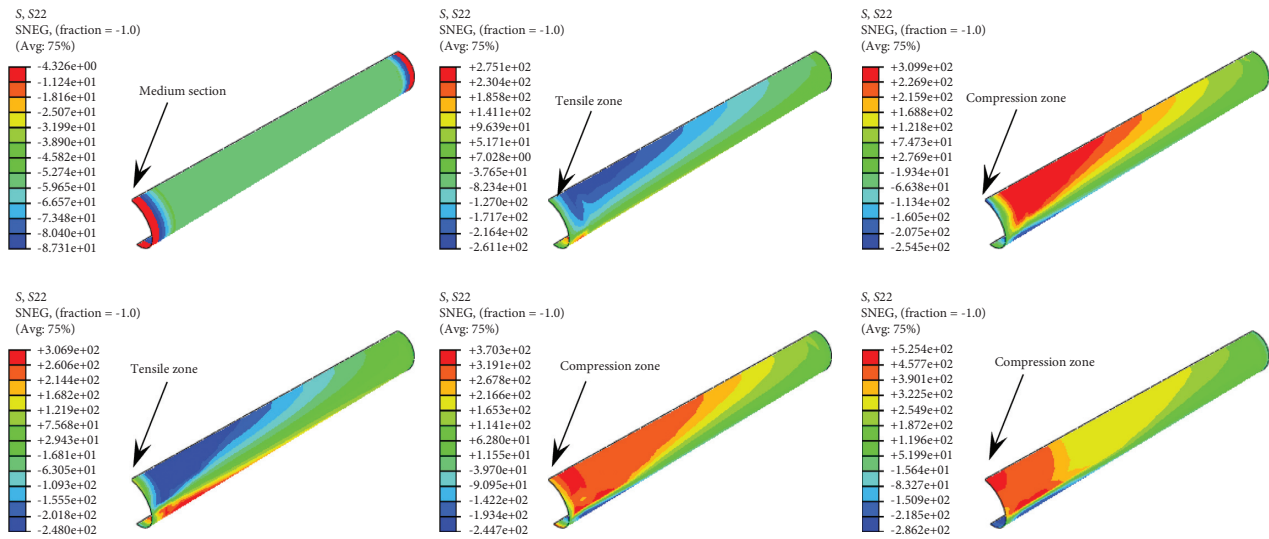 S, S22
SNEG, (fraction = -1.0)
(Avg: 75%)
-4.326e+00
-1.124e+01
-1.816e+01
-2.507e+01
-3.199e+01
-3.890e+01
-4.582e+01
-5.274e+01
-5.965e+01
-6.657e+01
-7.348e+01
-8.040e+01
-8.731e+01
Medium section
S, S22
SNEG, (fraction = -1.0)
(Avg: 75%)
+2.751e+02
+2.304e+02
+1.858e+02
+1.411e+02
+9.639e+01
+5.171e+01
+7.028e+00
-3.765e+01
-8.234e+01
-1.270e+02
-1.717e+02
-2.164e+02
-2.611e+02
Tensile zone
S, S22
SNEG, (fraction = -1.0)
(Avg: 75%)
+3.099e+02
+2.269e+02
+2.159e+02
+1.688e+02
+1.218e+02
+7.473e+01
+2.769e+01
-1.934e+01
-6.638e+01
-1.134e+02
-1.605e+02
-2.075e+02
-2.545e+02
Compression zone
S, S22
SNEG, (fraction = -1.0)
(Avg: 75%)
+3.069e+02
+2.606e+02
+2.144e+02
+1.682e+02
+1.219e+02
+7.568e+01
+2.943e+01
-1.681e+01
-6.305e+01
-1.093e+02
-1.555e+02
-2.018e+02
-2.480e+02
Tensile zone
S, S22
SNEG, (fraction = -1.0)
(Avg: 75%)
+3.703e+02
+3.191e+02
+2.678e+02
+2.166e+02
+1.653e+02
+1.141e+02
+6.280e+01
+1.155e+01
-3.970e+01
-9.095e+01
-1.422e+02
-1.934e+02
-2.447e+02
Compression zone
S, S22
SNEG, (fraction = -1.0)
(Avg: 75%)
+5.254e+02
+4.577e+02
+3.901e+02
+3.225e+02
+2.549e+02
+1.872e+02
+1.196e+02
+5.199e+01
-1.564e+01
-8.327e+01
-1.509e+02
-2.185e+02
-2.862e+02
Compression zone